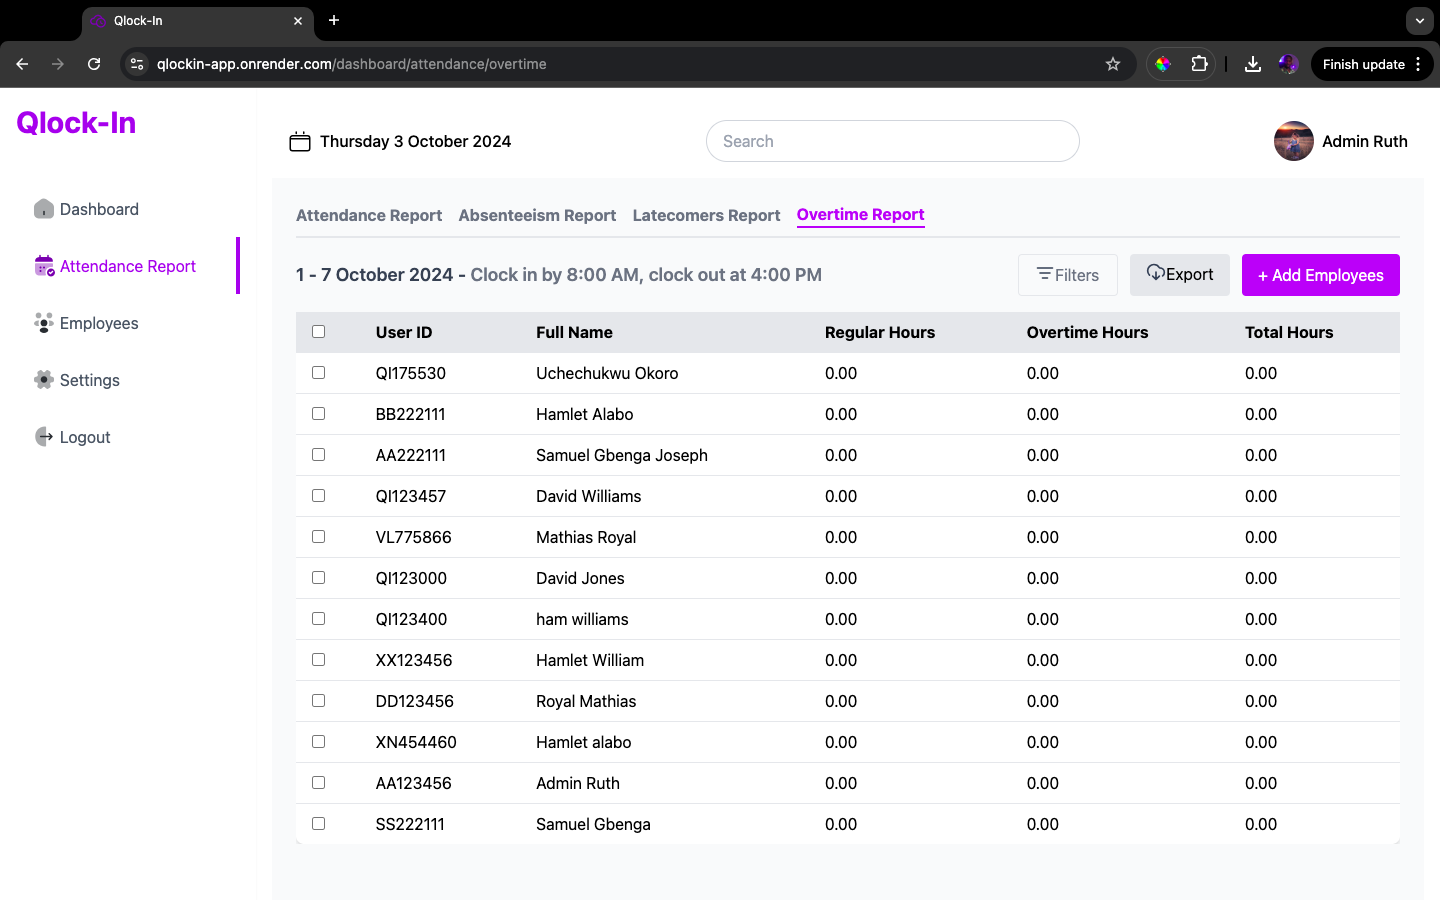 Qlock-In
qlockin-app.onrender.com/dashboard/attendance/overtime
Finish update
Qlock-In
Thursday 3 October 2024
Search
Admin Ruth
Dashboard
Attendance Report
Employees
Settings
Logout
Attendance Report Absenteeism Report Latecomers Report Overtime Report
1 - 7 October 2024 - Clock in by 8:00 AM, clock out at 4:00 PM
Filters
Export
+ Add Employees
User ID Full Name Regular Hours Overtime Hours Total Hours
QI175530 Uchechukwu Okoro 0.00 0.00 0.00
BB222111 Hamlet Alabo 0.00 0.00 0.00
AA222111 Samuel Gbenga Joseph 0.00 0.00 0.00
QI123457 David Williams 0.00 0.00 0.00
VL775866 Mathias Royal 0.00 0.00 0.00
QI123000 David Jones 0.00 0.00 0.00
QI123400 ham williams 0.00 0.00 0.00
XX123456 Hamlet William 0.00 0.00 0.00
DD123456 Royal Mathias 0.00 0.00 0.00
XN454460 Hamlet alabo 0.00 0.00 0.00
AA123456 Admin Ruth 0.00 0.00 0.00
SS222111 Samuel Gbenga 0.00 0.00 0.00